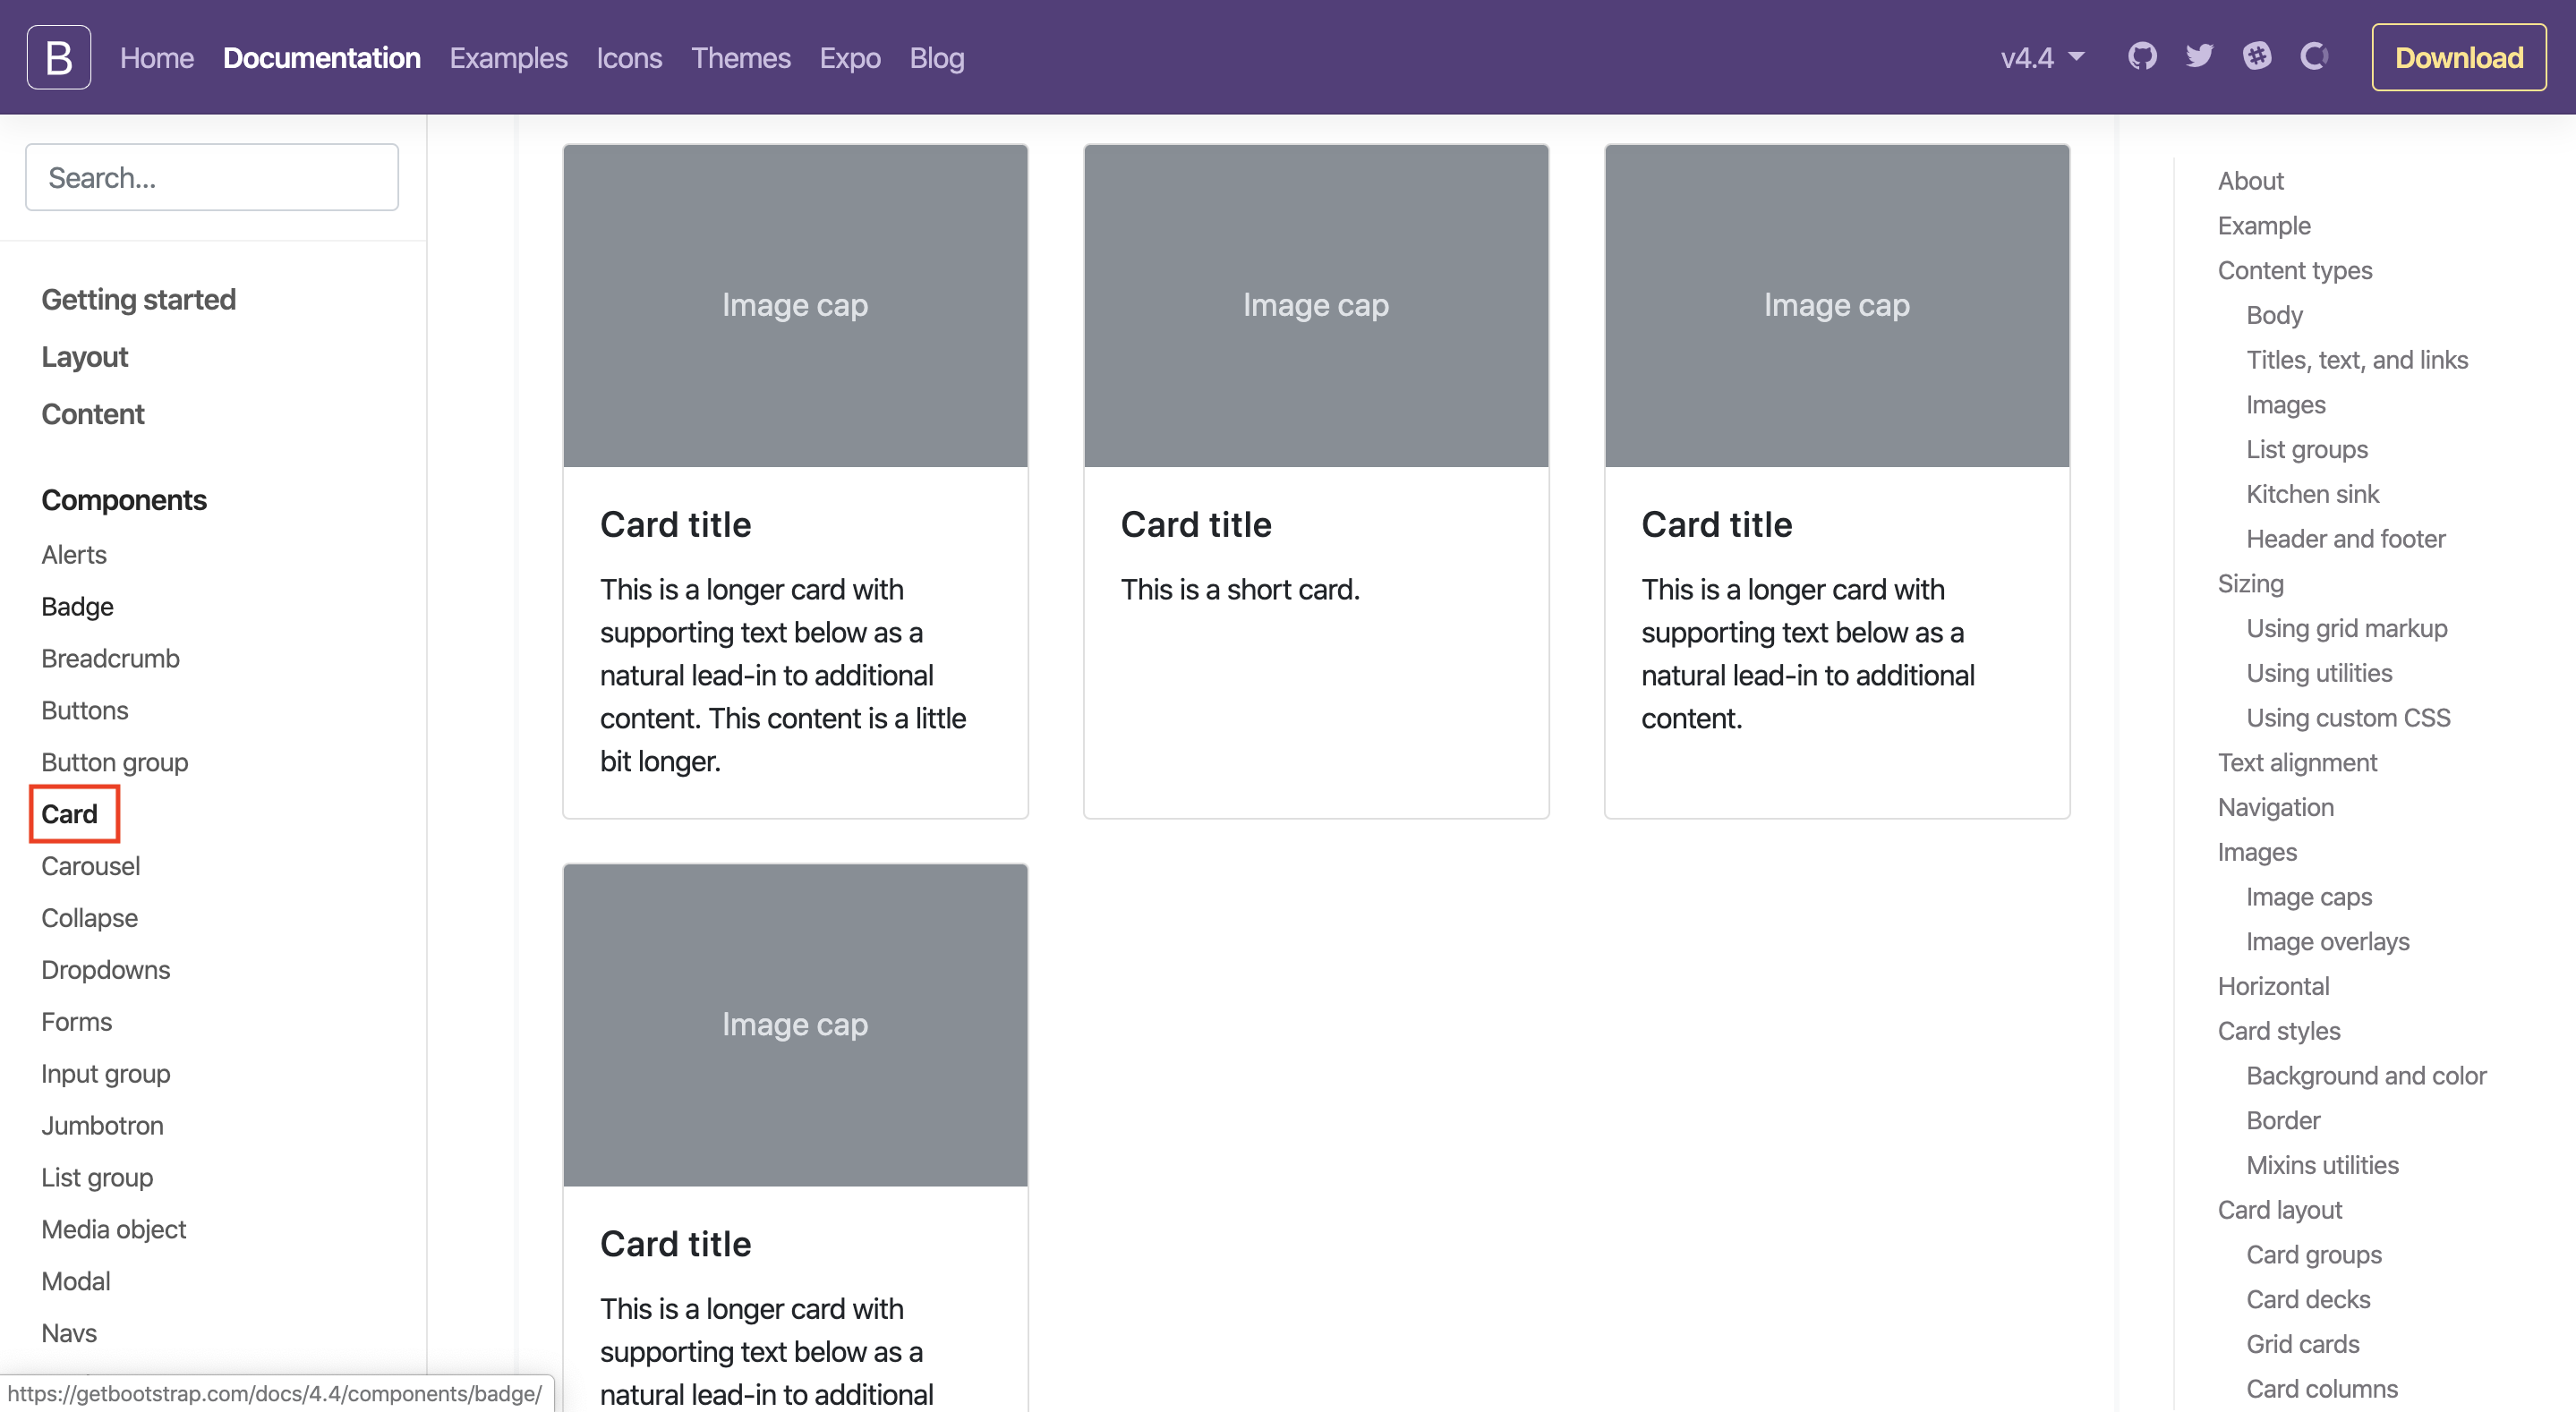 B Home Documentation Examples Icons Themes Expo Blog v4.4 Download
Search...
Getting started
Layout
Content
Components
Alerts
Badge
Breadcrumb
Buttons
Button group
Card
Carousel
Collapse
Dropdowns
Forms
Input group
Jumbotron
List group
Media object
Modal
Navs
https://getbootstrap.com/docs/4.4/components/badge/
Image cap
Card title
This is a longer card with
supporting text below as a
natural lead-in to additional
content. This content is a little
bit longer.
Image cap
Card title
This is a short card.
Image cap
Card title
This is a longer card with
supporting text below as a
natural lead-in to additional
content.
Image cap
Card title
This is a longer card with
supporting text below as a
natural lead-in to additional
About
Example
Content types
Body
Titles, text, and links
Images
List groups
Kitchen sink
Header and footer
Sizing
Using grid markup
Using utilities
Using custom CSS
Text alignment
Navigation
Images
Image caps
Image overlays
Horizontal
Card styles
Background and color
Border
Mixins utilities
Card layout
Card groups
Card decks
Grid cards
Card columns